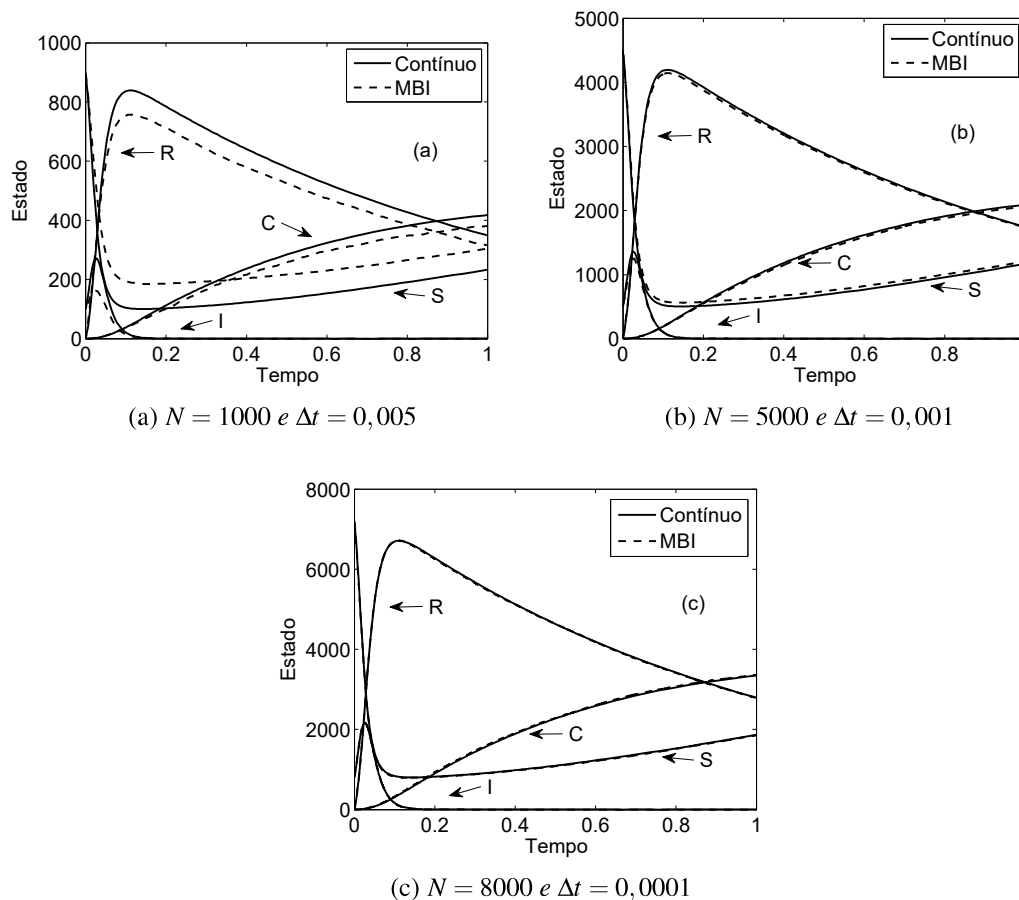 1000
800
600
400
200
0
0
0.2
0.4
0.6
0.8
1
Estado
Tempo
Contínuo
MBI
(a)
R
C
S
I
(a) N = 1000 e Δt = 0,005
5000
4000
3000
2000
1000
0
0
0.2
0.4
0.6
0.8
Estado
Tempo
Contínuo
MBI
(b)
R
C
S
I
(b) N = 5000 e Δt = 0,001
8000
6000
4000
2000
0
0
0.2
0.4
0.6
0.8
1
Estado
Tempo
Contínuo
MBI
(c)
R
C
S
I
(c) N = 8000 e Δt = 0,0001